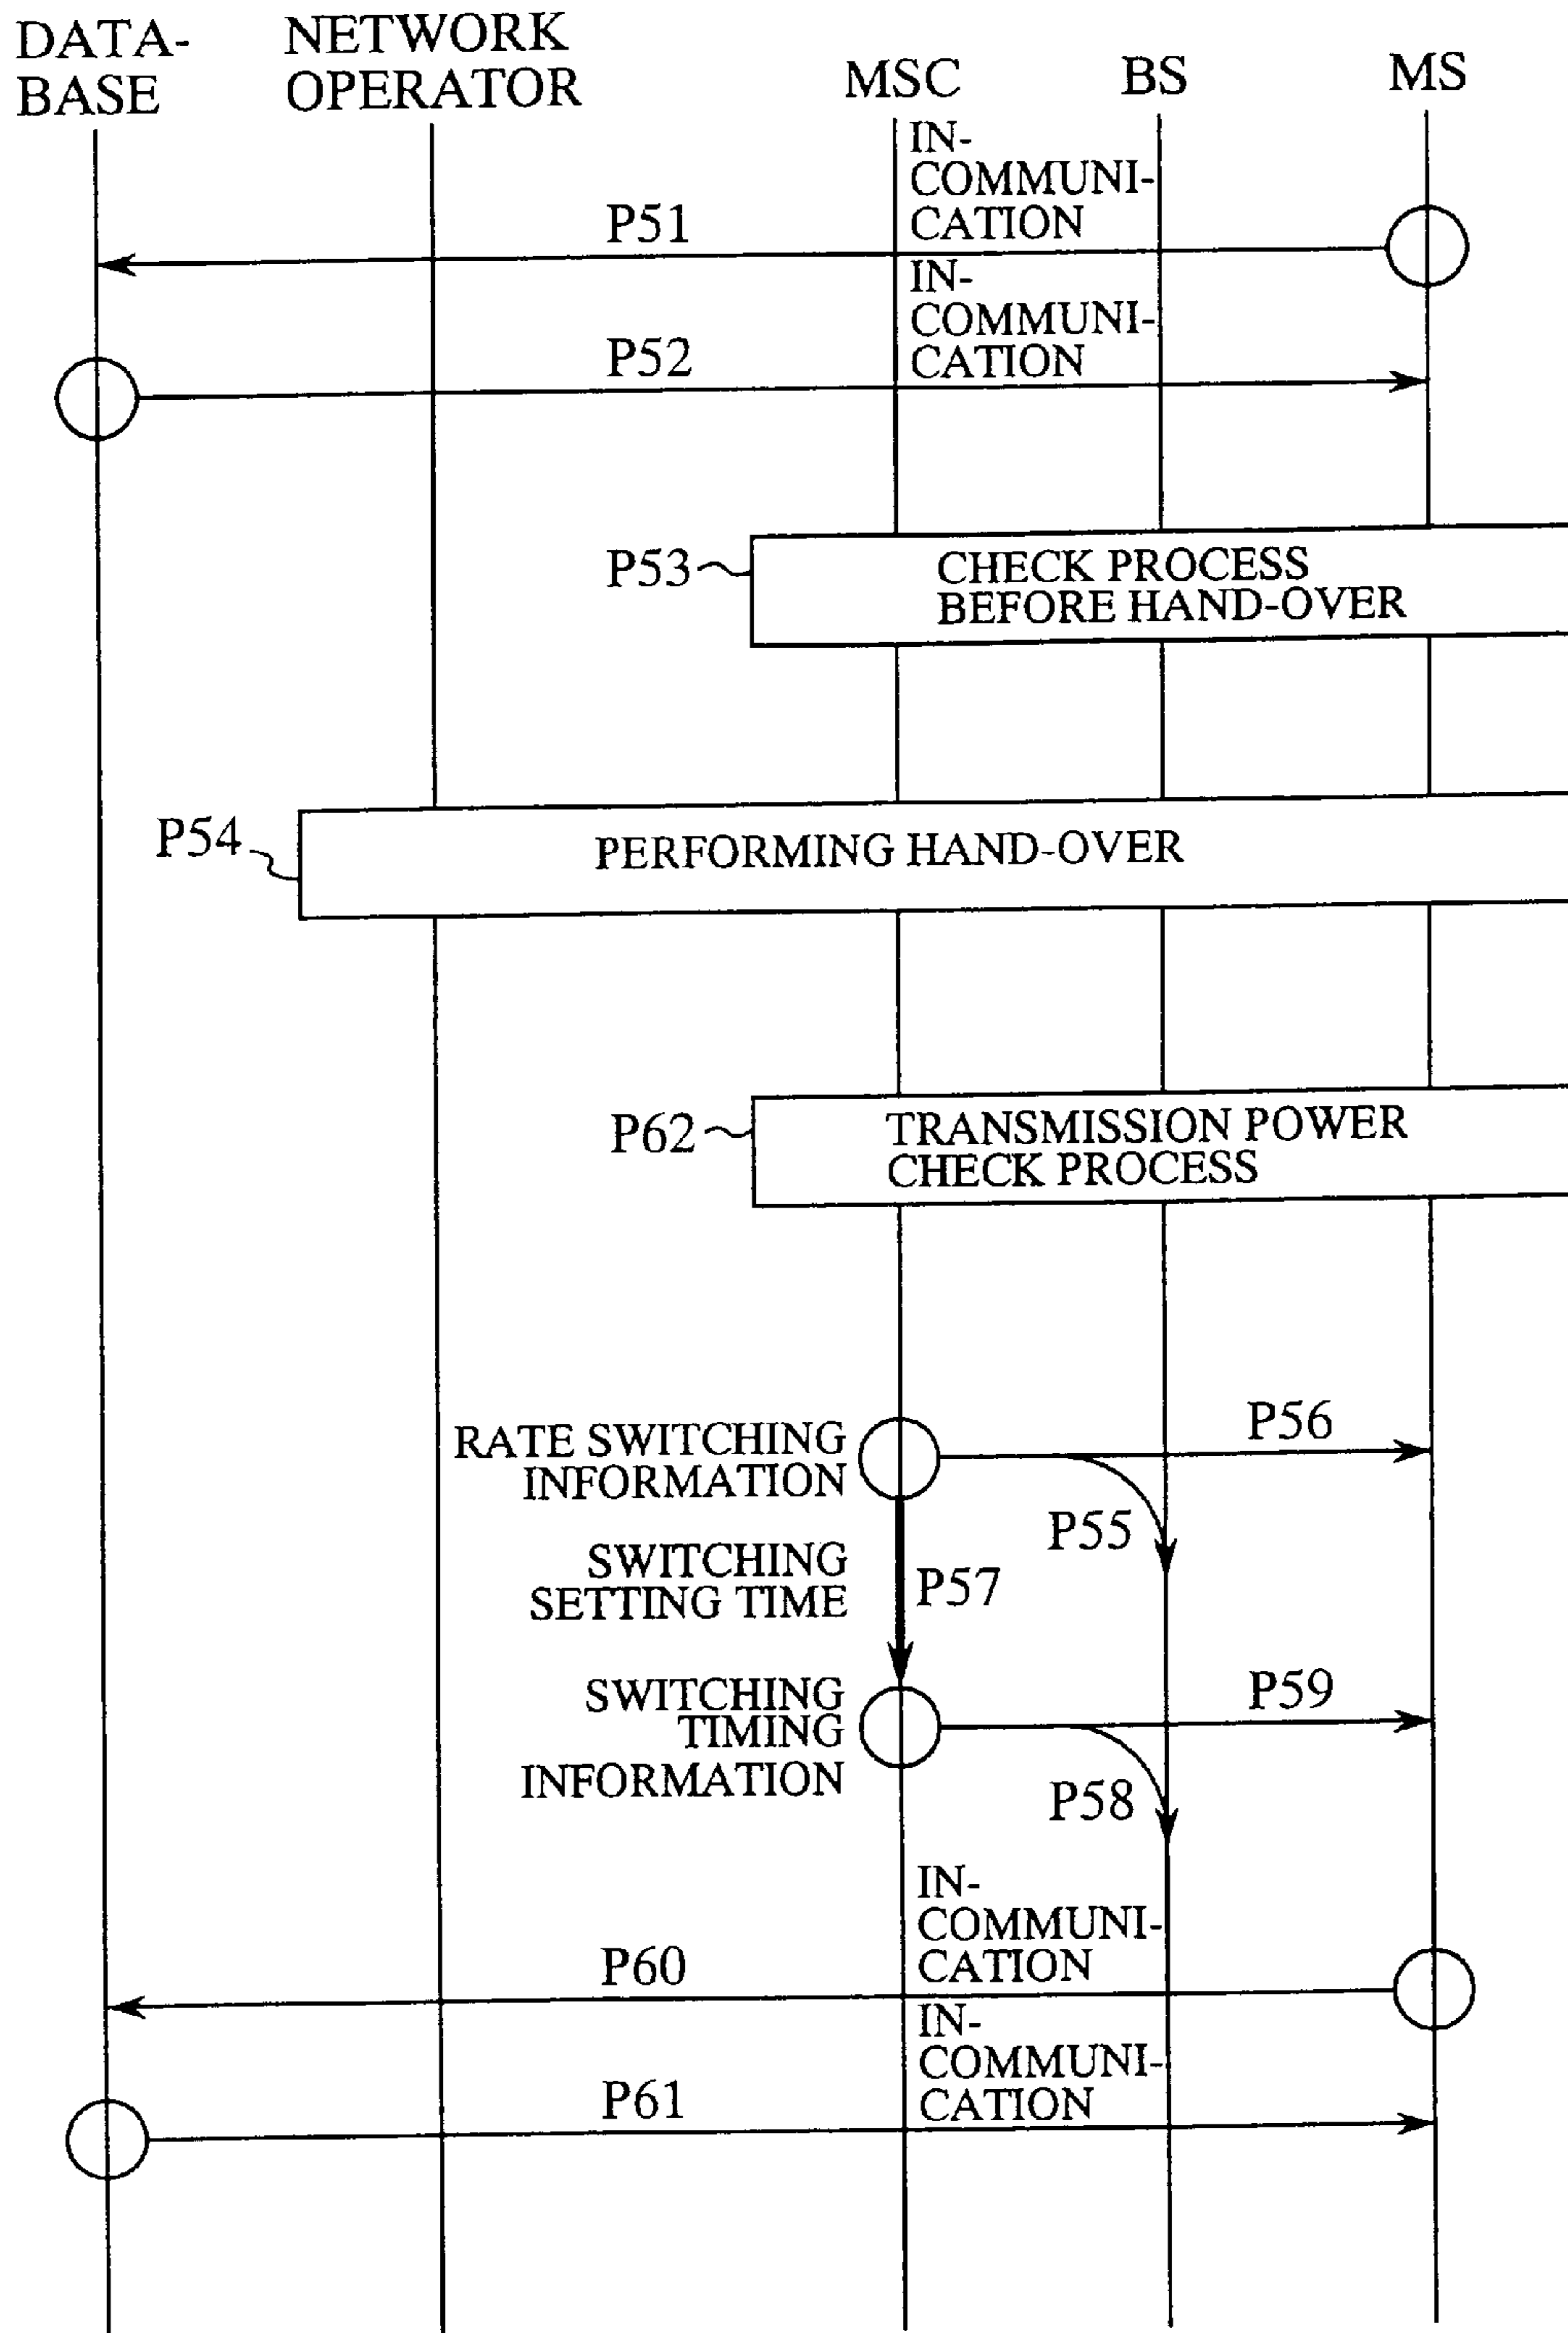 DATA-
BASE
NETWORK
OPERATOR
MSC
BS
MS
IN-
COMMUNI-
CATION
P51
IN-
COMMUNI-
CATION
P52
P53
CHECK PROCESS
BEFORE HAND-OVER
P54
PERFORMING HAND-OVER
P62
TRANSMISSION POWER
CHECK PROCESS
RATE SWITCHING
INFORMATION
P56
P55
SWITCHING
SETTING TIME
P57
SWITCHING
TIMING
INFORMATION
P59
P58
IN-
COMMUNI-
CATION
P60
IN-
COMMUNI-
CATION
P61